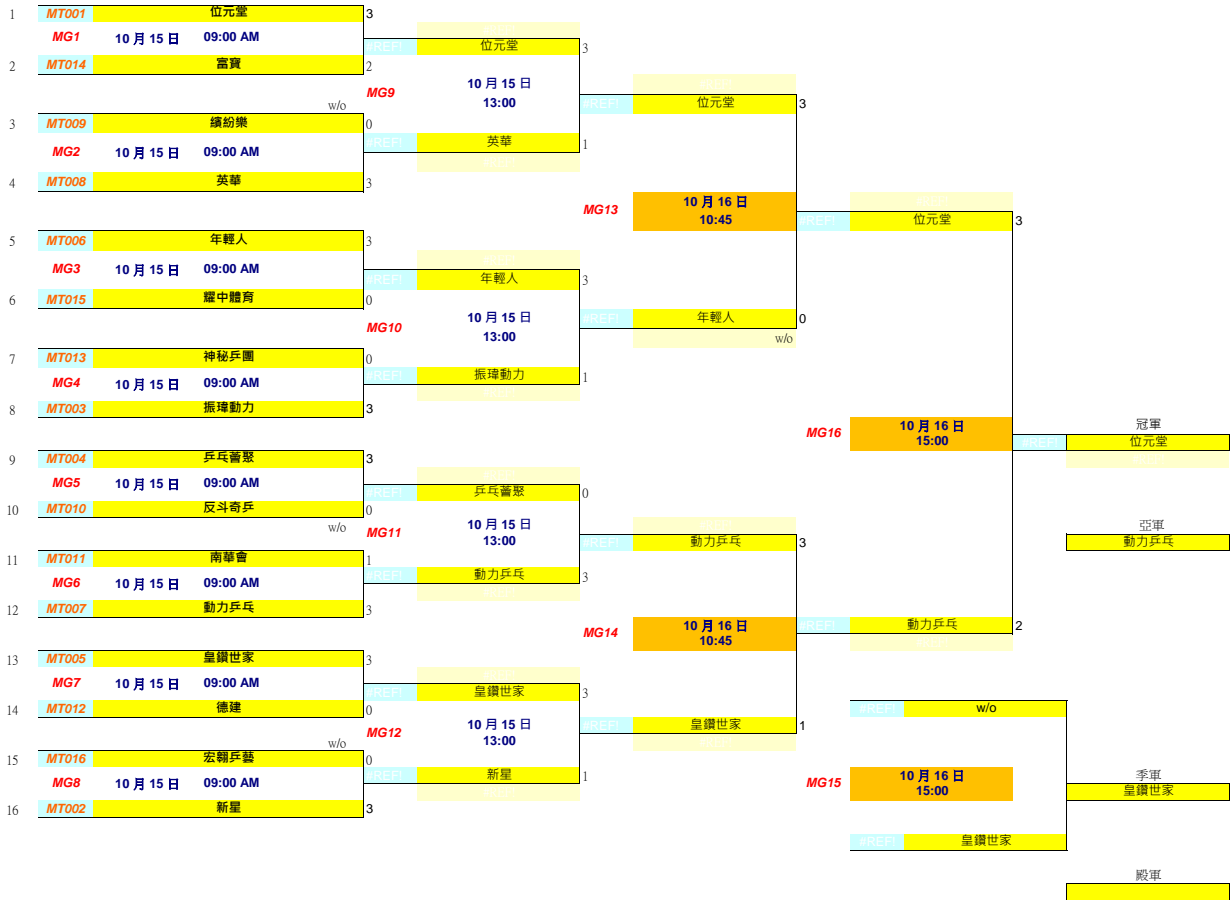 1 MT001 位元堂 3
MG1 10 月 15 日 09:00 AM
#REF! 位元堂 3
2 MT014 富寶 2
MG9 10 月 15 日
13:00
w/o
3 MT009 繽紛樂 0
#REF! 英華 1
MG2 10 月 15 日 09:00 AM
4 MT008 英華 3
#REF! 位元堂 3
MG13 10 月 16 日
10:45
#REF! 位元堂 3
5 MT006 年輕人 3
MG3 10 月 15 日 09:00 AM
#REF! 年輕人 3
6 MT015 耀中體育 0
MG10 10 月 15 日
13:00
#REF! 年輕人 0
w/o
7 MT013 神秘乒團 0
#REF! 振瑋動力 1
MG4 10 月 15 日 09:00 AM
8 MT003 振瑋動力 3
MG16 10 月 16 日
15:00
冠軍
#REF! 位元堂
9 MT004 乒乓薈聚 3
MG5 10 月 15 日 09:00 AM
#REF! 乒乓薈聚 0
10 MT010 反斗奇乒 0
w/o
MG11 10 月 15 日
13:00
亞軍
動力乒乓
#REF! 動力乒乓 3
11 MT011 南華會 1
#REF! 動力乒乓 3
MG6 10 月 15 日 09:00 AM
12 MT007 動力乒乓 3
MG14 10 月 16 日
10:45
#REF! 動力乒乓 2
13 MT005 皇鑽世家 3
MG7 10 月 15 日 09:00 AM
#REF! 皇鑽世家 3
14 MT012 德建 0
MG12 10 月 15 日
13:00
#REF! w/o
#REF! 皇鑽世家 1
w/o
15 MT016 宏翱乒藝 0
#REF! 新星 1
MG8 10 月 15 日 09:00 AM
16 MT002 新星 3
MG15 10 月 16 日
15:00
季軍
皇鑽世家
#REF! 皇鑽世家
殿軍